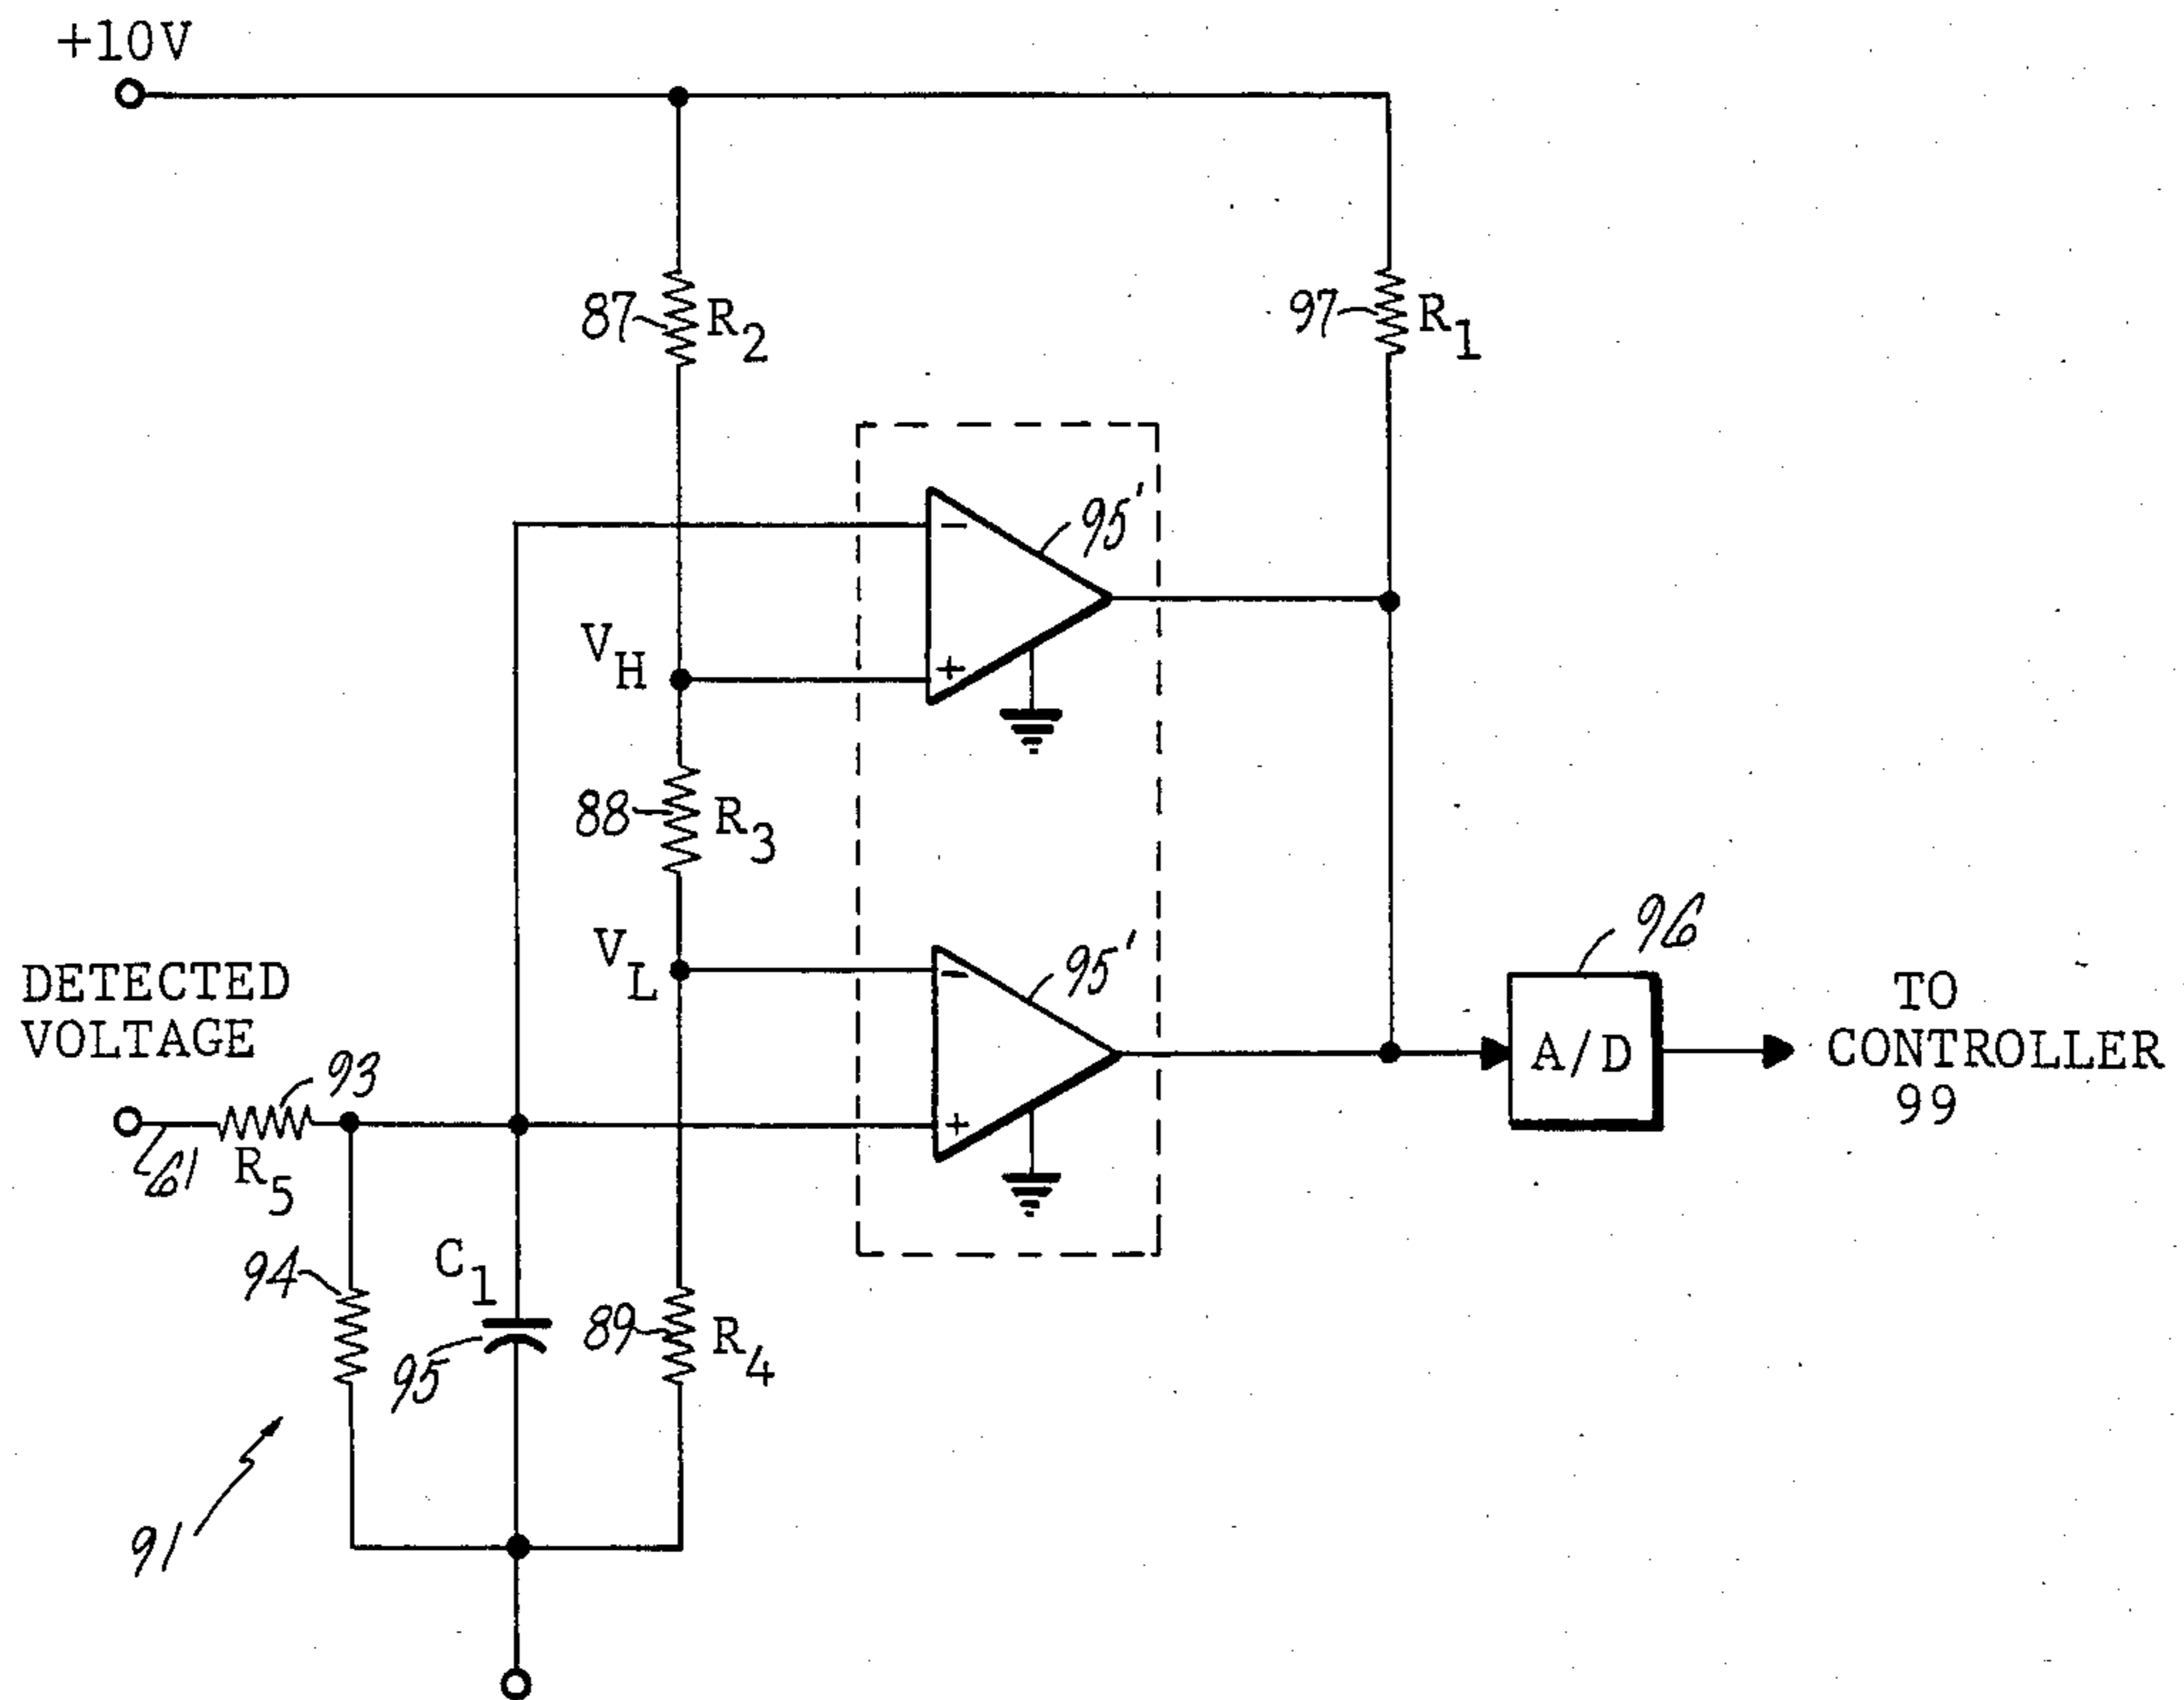 +10V
87
R2
97
R1
95'
VH
88
R3
VL
95'
96
DETECTED
VOLTAGE
A/D
TO
CONTROLLER
99
93
61
R5
94
C1
95
89
R4
91
-
+
-
+